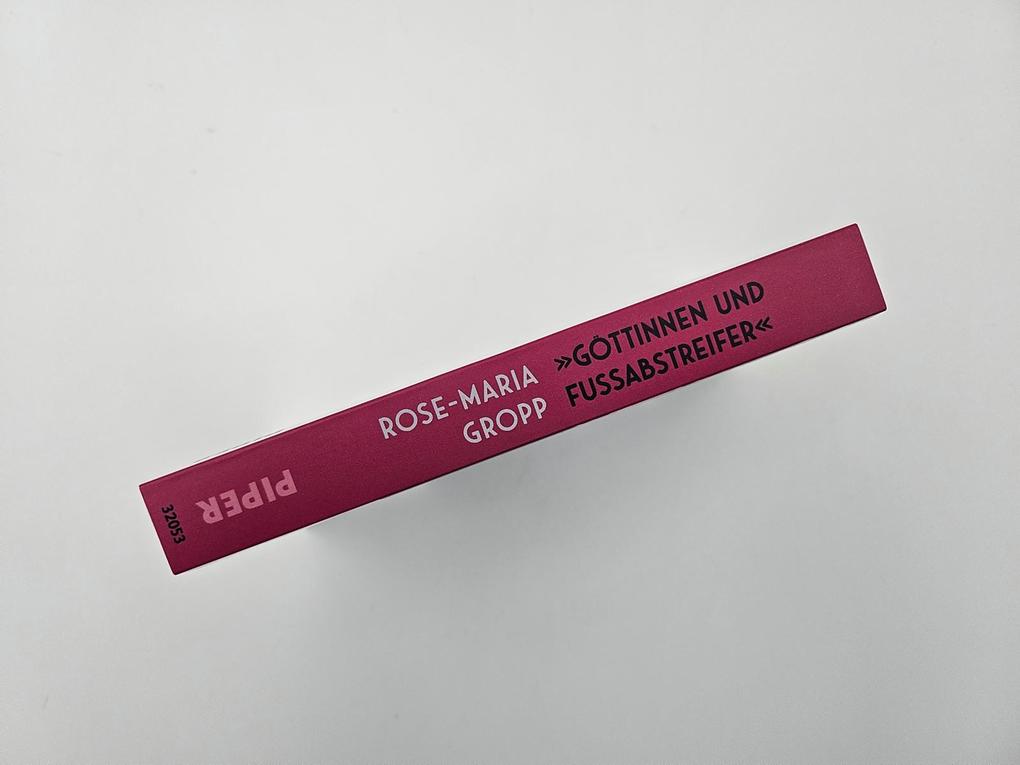 ROSE-MARIA
GROPP
»GÖTTINNEN UND
FUSSABSTREIFER«
PIPER
32053